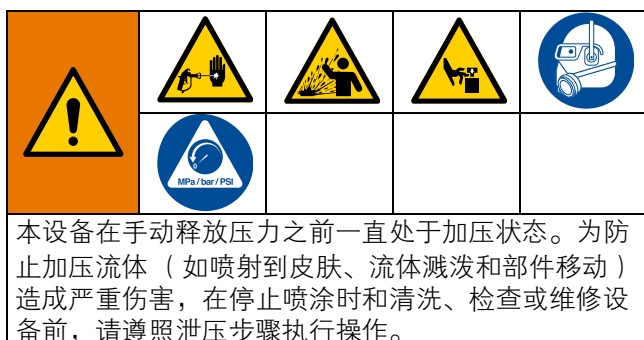 MPa/bar/PSI
本设备在手动释放压力之前一直处于加压状态。为防
止加压流体 （如喷射到皮肤、流体溅泼和部件移动）
造成严重伤害，在停止喷涂时和清洗、检查或维修设
备前，请遵照泄压步骤执行操作。